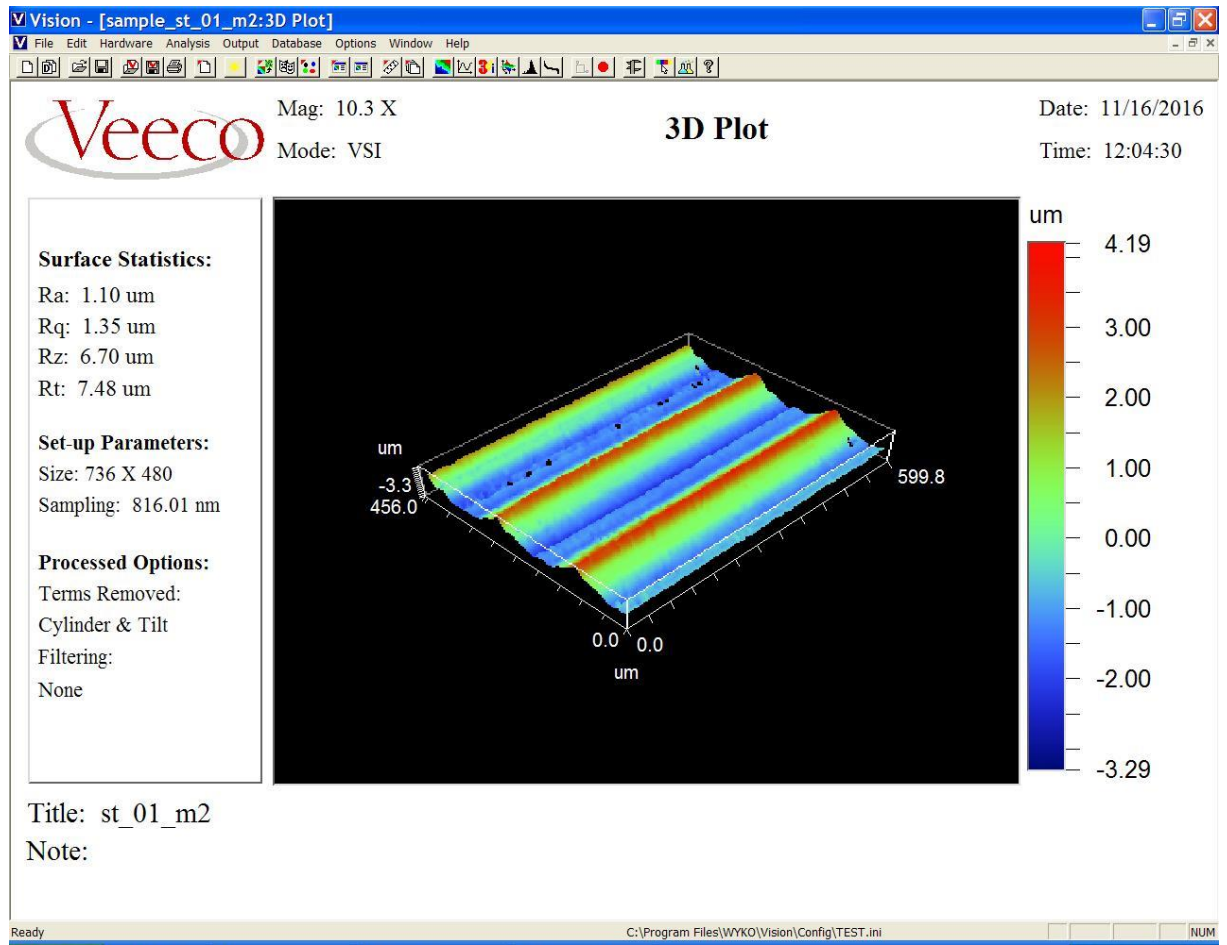 Vision - [sample_st_01_m2:3D Plot]
File Edit Hardware Analysis Output Database Options Window Help
Veeco
Mag: 10.3 X
Mode: VSI
3D Plot
Date: 11/16/2016
Time: 12:04:30
Surface Statistics:
Ra: 1.10 um
Rq: 1.35 um
Rz: 6.70 um
Rt: 7.48 um
Set-up Parameters:
Size: 736 X 480
Sampling: 816.01 nm
Processed Options:
Terms Removed:
Cylinder & Tilt
Filtering:
None
um
-3.3
456.0
599.8
0.0 0.0
um
um
4.19
3.00
2.00
1.00
0.00
-1.00
-2.00
-3.29
Title: st_01_m2
Note:
Ready C:\Program Files\WYKO\Vision\Config\TEST.ini NUM